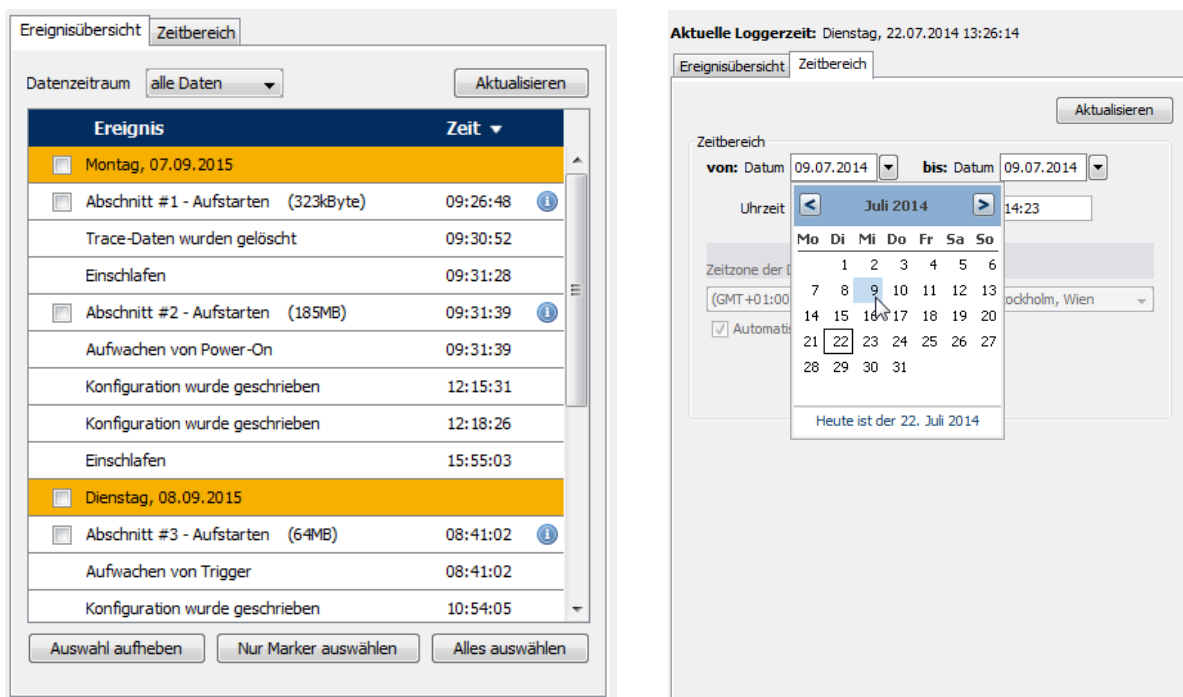 Ereignisübersicht Zeitbereich
Datenzeitraum alle Daten Aktualisieren
Ereignis Zeit
Montag, 07.09.2015
Abschnitt #1 - Aufstarten (323kByte) 09:26:48
Trace-Daten wurden gelöscht 09:30:52
Einschlafen 09:31:28
Abschnitt #2 - Aufstarten (185MB) 09:31:39
Aufwachen von Power-On 09:31:39
Konfiguration wurde geschrieben 12:15:31
Konfiguration wurde geschrieben 12:18:26
Einschlafen 15:55:03
Dienstag, 08.09.2015
Abschnitt #3 - Aufstarten (64MB) 08:41:02
Aufwachen von Trigger 08:41:02
Konfiguration wurde geschrieben 10:54:05
Auswahl aufheben Nur Marker auswählen Alles auswählen
Aktuelle Loggerzeit: Dienstag, 22.07.2014 13:26:14
Ereignisübersicht Zeitbereich
Aktualisieren
Zeitbereich
von: Datum 09.07.2014 bis: Datum 09.07.2014
Uhrzeit 14:23
Juli 2014
Mo Di Mi Do Fr Sa So
1 2 3 4 5 6
7 8 9 10 11 12 13
14 15 16 17 18 19 20
21 22 23 24 25 26 27
28 29 30 31
Heute ist der 22. Juli 2014
Zeitzone der
(GMT+01:00) , Wien